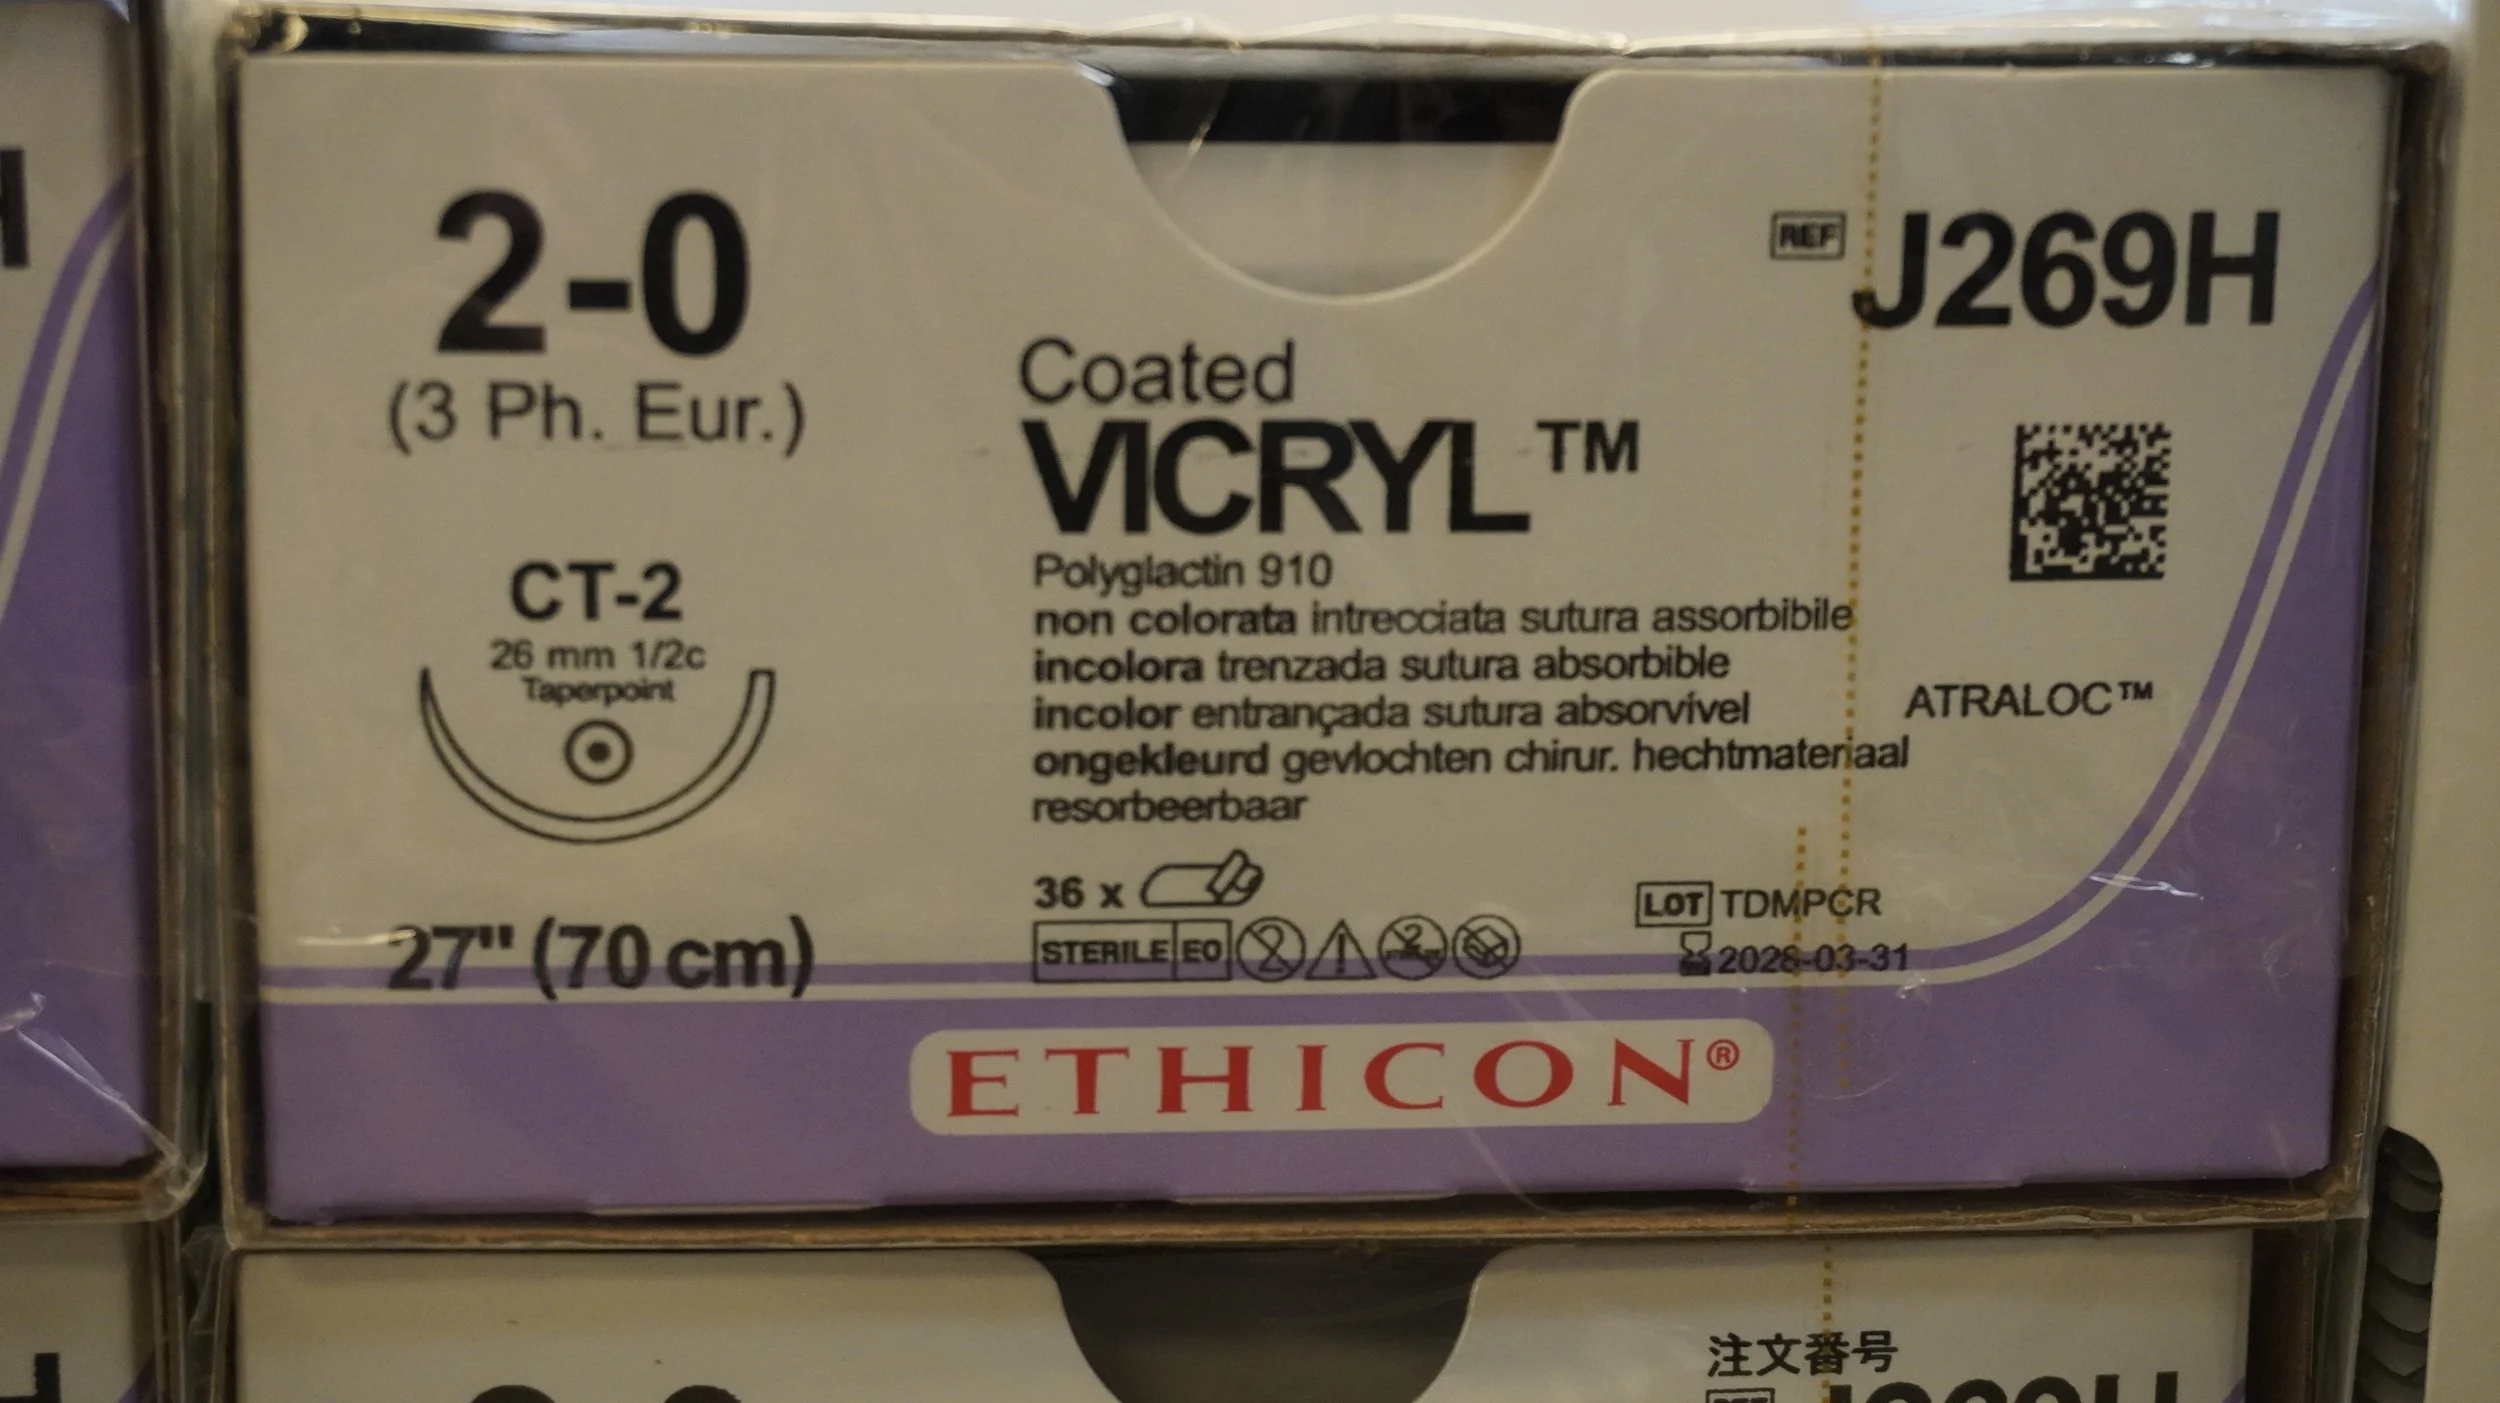 2-0
(3 Ph. Eur.)
CT-2
26 mm 1/2c
Taperpoint
27" (70 cm)
Coated
VICRYL™
Polyglactin 910
non colorata intrecciata sutura assorbibile
incolora trenzada sutura absorbible
incolor entrançada sutura absorvível
ongekleurd gevlochten chirur. hechtmateriaal
resorbeerbaar
36 x
STERILE EO
REF J269H
ATRALOC™
LOT TDMPCR
2028-03-31
ETHICON®
注文番号